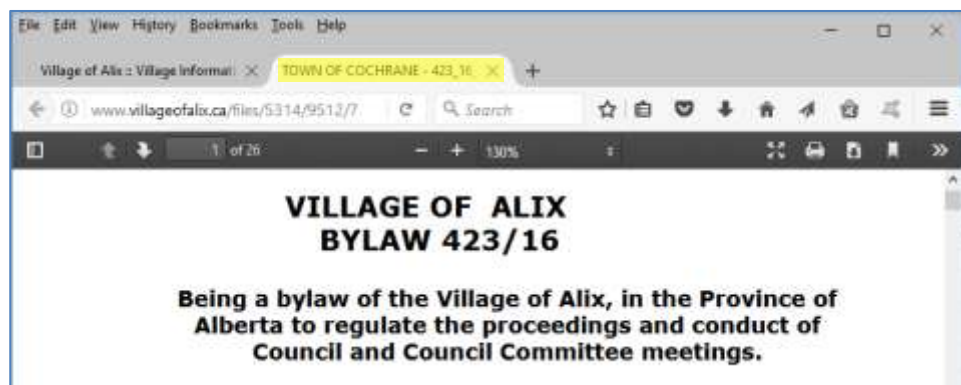 File Edit View History Bookmarks Tools Help
Village of Alix :: Village Informati TOWN OF COCHRANE - 423_16
www.villageofalix.ca/files/5314/9512/7 Search
1 of 26 130%
VILLAGE OF ALIX
BYLAW 423/16
Being a bylaw of the Village of Alix, in the Province of
Alberta to regulate the proceedings and conduct of
Council and Council Committee meetings.